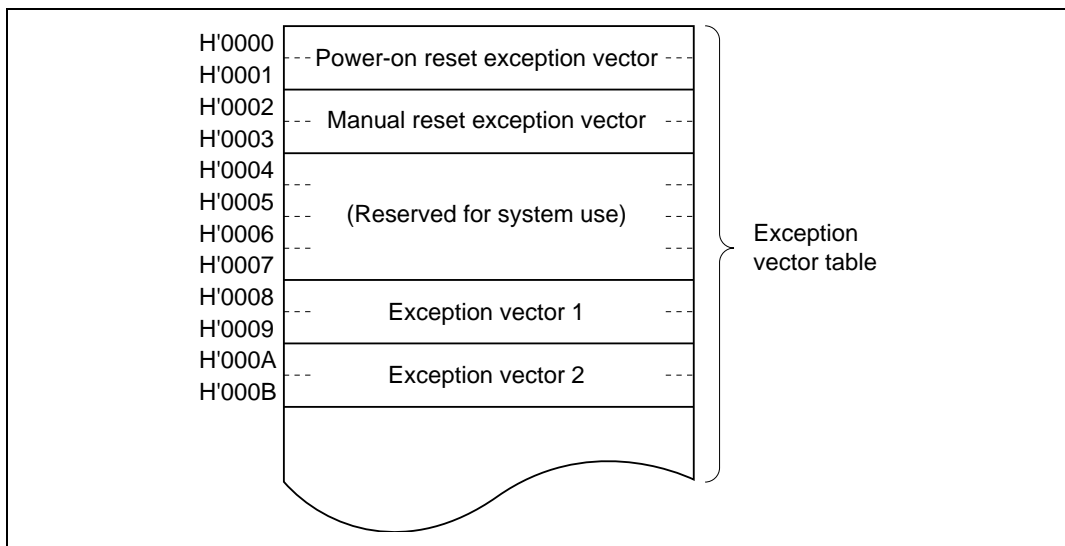 H'0000
Power-on reset exception vector
H'0001
H'0002
Manual reset exception vector
H'0003
H'0004
H'0005
(Reserved for system use)
H'0006
H'0007
H'0008
Exception vector 1
H'0009
H'000A
Exception vector 2
H'000B
Exception
vector table